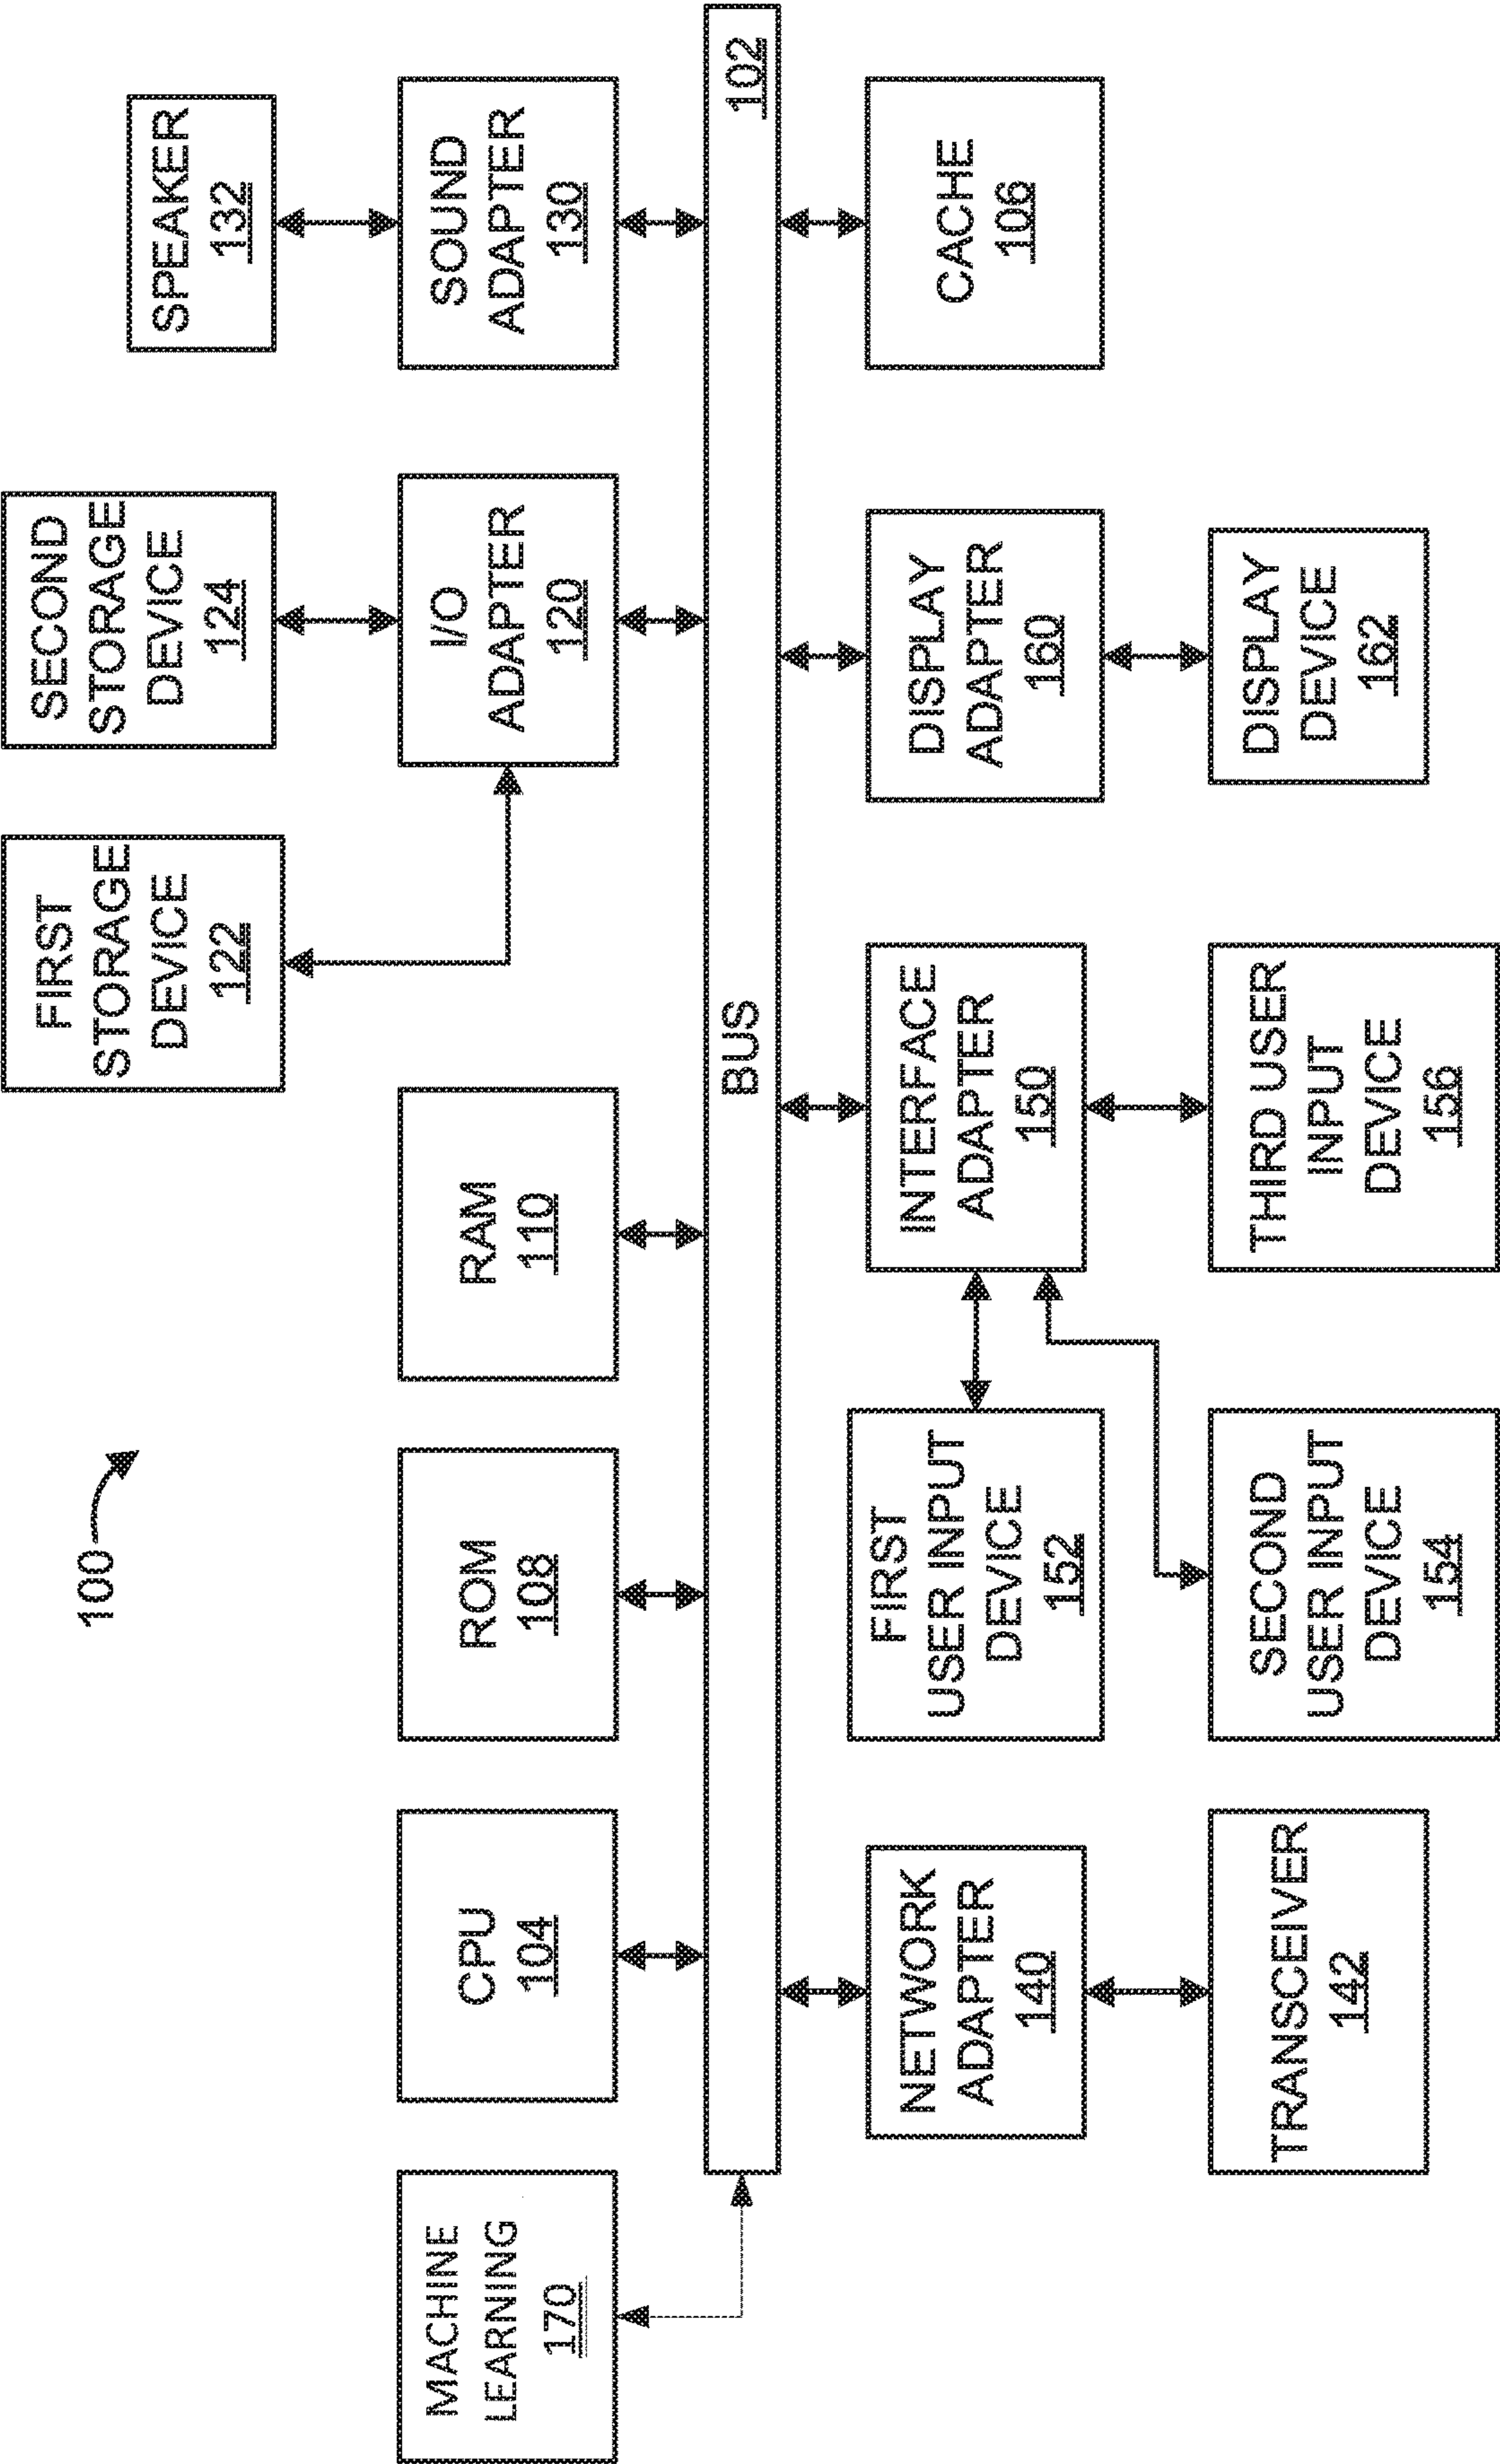 100
FIRST
STORAGE
DEVICE
122
SECOND
STORAGE
DEVICE
124
SPEAKER
132
MACHINE
LEARNING
170
CPU
104
ROM
108
RAM
110
I/O
ADAPTER
120
SOUND
ADAPTER
130
BUS
102
NETWORK
ADAPTER
140
FIRST
USER INPUT
DEVICE
152
INTERFACE
ADAPTER
150
DISPLAY
ADAPTER
160
CACHE
106
TRANSCEIVER
142
SECOND
USER INPUT
DEVICE
154
THIRD USER
INPUT
DEVICE
156
DISPLAY
DEVICE
162